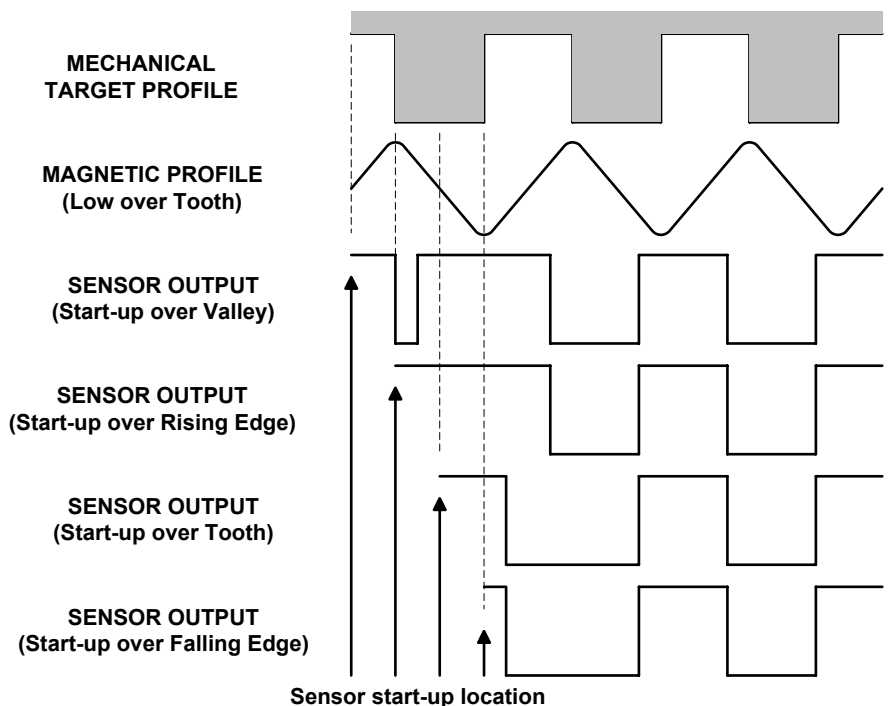 MECHANICAL
TARGET PROFILE
MAGNETIC PROFILE
(Low over Tooth)
SENSOR OUTPUT
(Start-up over Valley)
SENSOR OUTPUT
(Start-up over Rising Edge)
SENSOR OUTPUT
(Start-up over Tooth)
SENSOR OUTPUT
(Start-up over Falling Edge)
Sensor start-up location